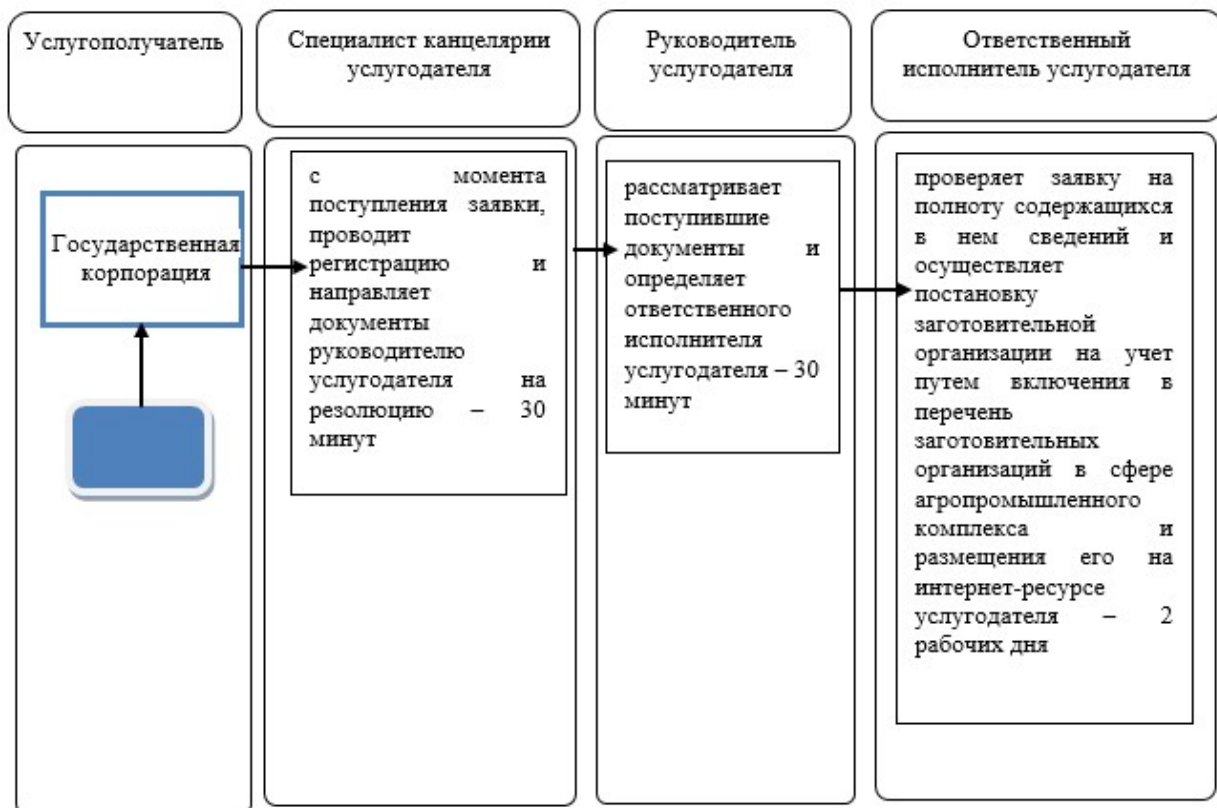 Услугополучатель
Специалист канцелярии
услугодателя
Руководитель
услугодателя
Ответственный
исполнитель услугодателя
Государственная
корпорация
с момента
поступления заявки,
проводит
регистрацию и
направляет
документы
руководителю
услугодателя на
резолюцию – 30
минут
рассматривает
поступившие
документы и
определяет
ответственного
исполнителя
услугодателя – 30
минут
проверяет заявку на
полноту содержащихся
в нем сведений и
осуществляет
постановку
заготовительной
организации на учет
путем включения в
перечень
заготовительных
организаций в сфере
агропромышленного
комплекса и
размещения его на
интернет-ресурсе
услугодателя – 2
рабочих дня